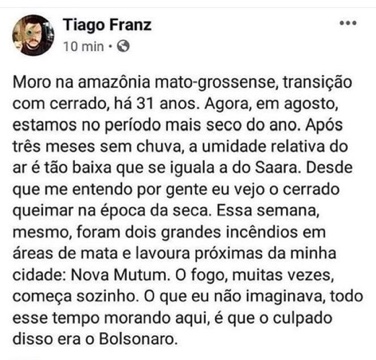 Tiago Franz
10 min •
Moro na amazônia mato-grossense, transição
com cerrado, há 31 anos. Agora, em agosto,
estamos no período mais seco do ano. Após
três meses sem chuva, a umidade relativa do
ar é tão baixa que se iguala a do Saara. Desde
que me entendo por gente eu vejo o cerrado
queimar na época da seca. Essa semana,
mesmo, foram dois grandes incêndios em
áreas de mata e lavoura próximas da minha
cidade: Nova Mutum. O fogo, muitas vezes,
começa sozinho. O que eu não imaginava, todo
esse tempo morando aqui, é que o culpado
disso era o Bolsonaro.